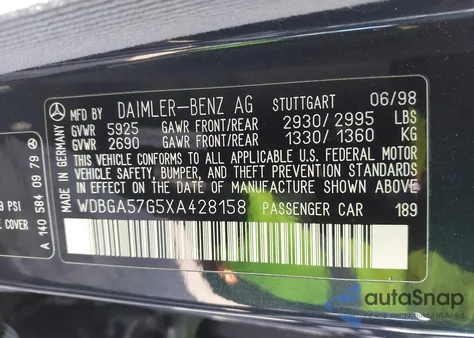 MFD BY DAIMLER-BENZ AG STUTTGART 06/98
GVWR 5925 GAWR FRONT/REAR 2930/2995 LBS
GVWR 2690 GAWR FRONT/REAR 1330/1360 KG
THIS VEHICLE CONFORMS TO ALL APPLICABLE U.S. FEDERAL MOTOR
VEHICLE SAFETY, BUMPER, AND THEFT PREVENTION STANDARDS
IN EFFECT ON THE DATE OF MANUFACTURE SHOWN ABOVE.
WDBGA57G5XA428158 PASSENGER CAR 189
MADE IN GERMANY
A 140 584 09 79
9 PSI
E COVER
autoSnap